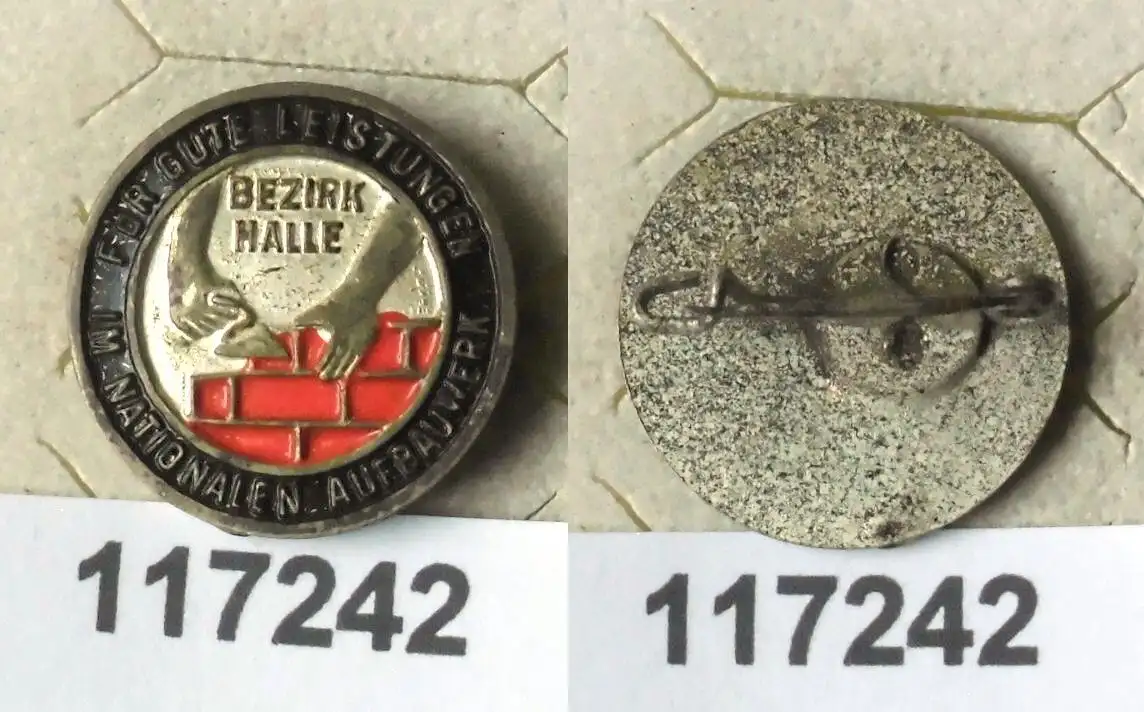 FÜR GUTE LEISTUNGEN
IM NATIONALEN AUFBAUWERK
BEZIRK
HALLE
117242
117242